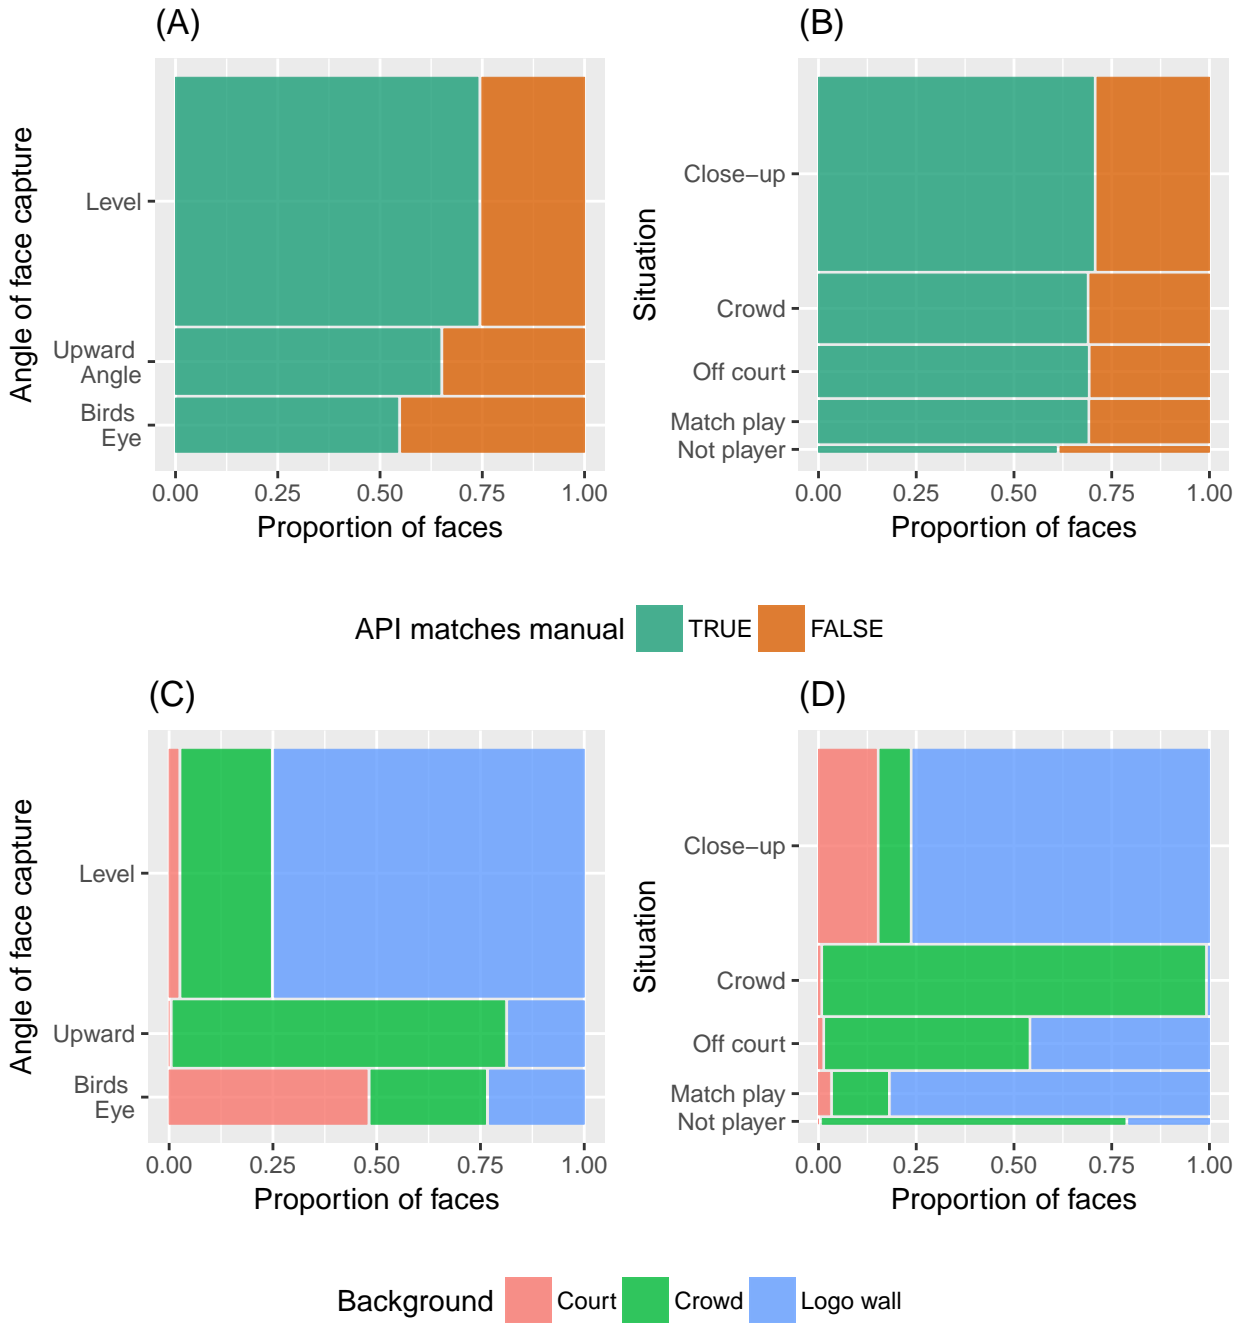 (A)
Angle of face capture
Level
Upward
Angle
Birds
Eye
0.00 0.25 0.50 0.75 1.00
Proportion of faces
(B)
Situation
Close−up
Crowd
Off court
Match play
Not player
0.00 0.25 0.50 0.75 1.00
Proportion of faces
API matches manual TRUE FALSE
(C)
Angle of face capture
Level
Upward
Birds
Eye
0.00 0.25 0.50 0.75 1.00
Proportion of faces
(D)
Situation
Close−up
Crowd
Off court
Match play
Not player
0.00 0.25 0.50 0.75 1.00
Proportion of faces
Background Court Crowd Logo wall